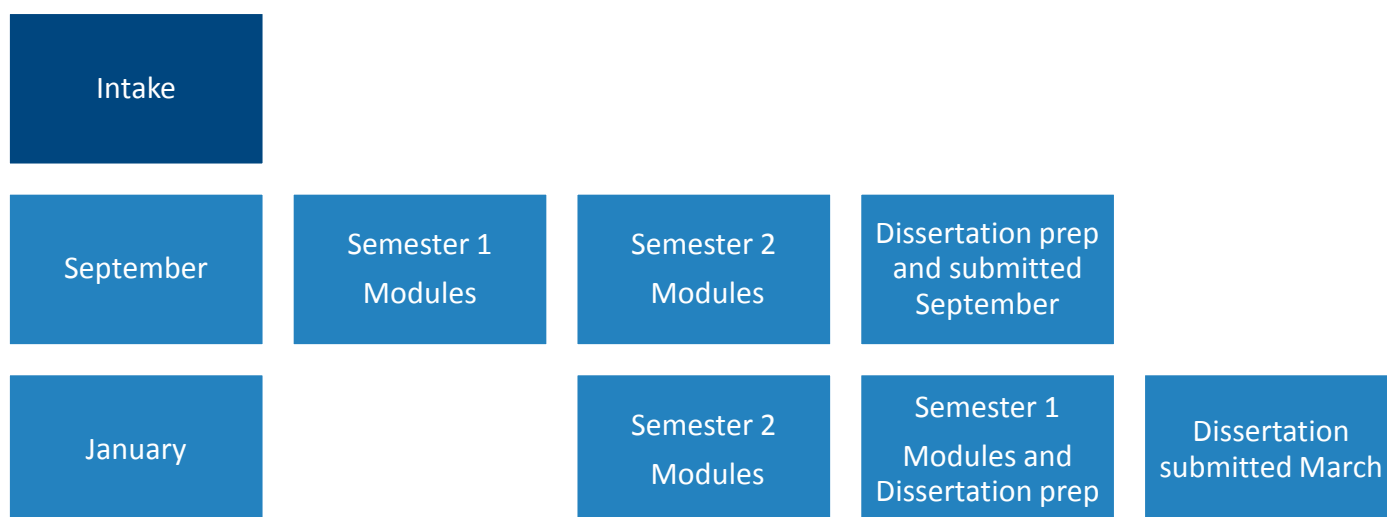 Intake
September
Semester 1
Modules
Semester 2
Modules
Dissertation prep
and submitted
September
January
Semester 2
Modules
Semester 1
Modules and
Dissertation prep
Dissertation
submitted March